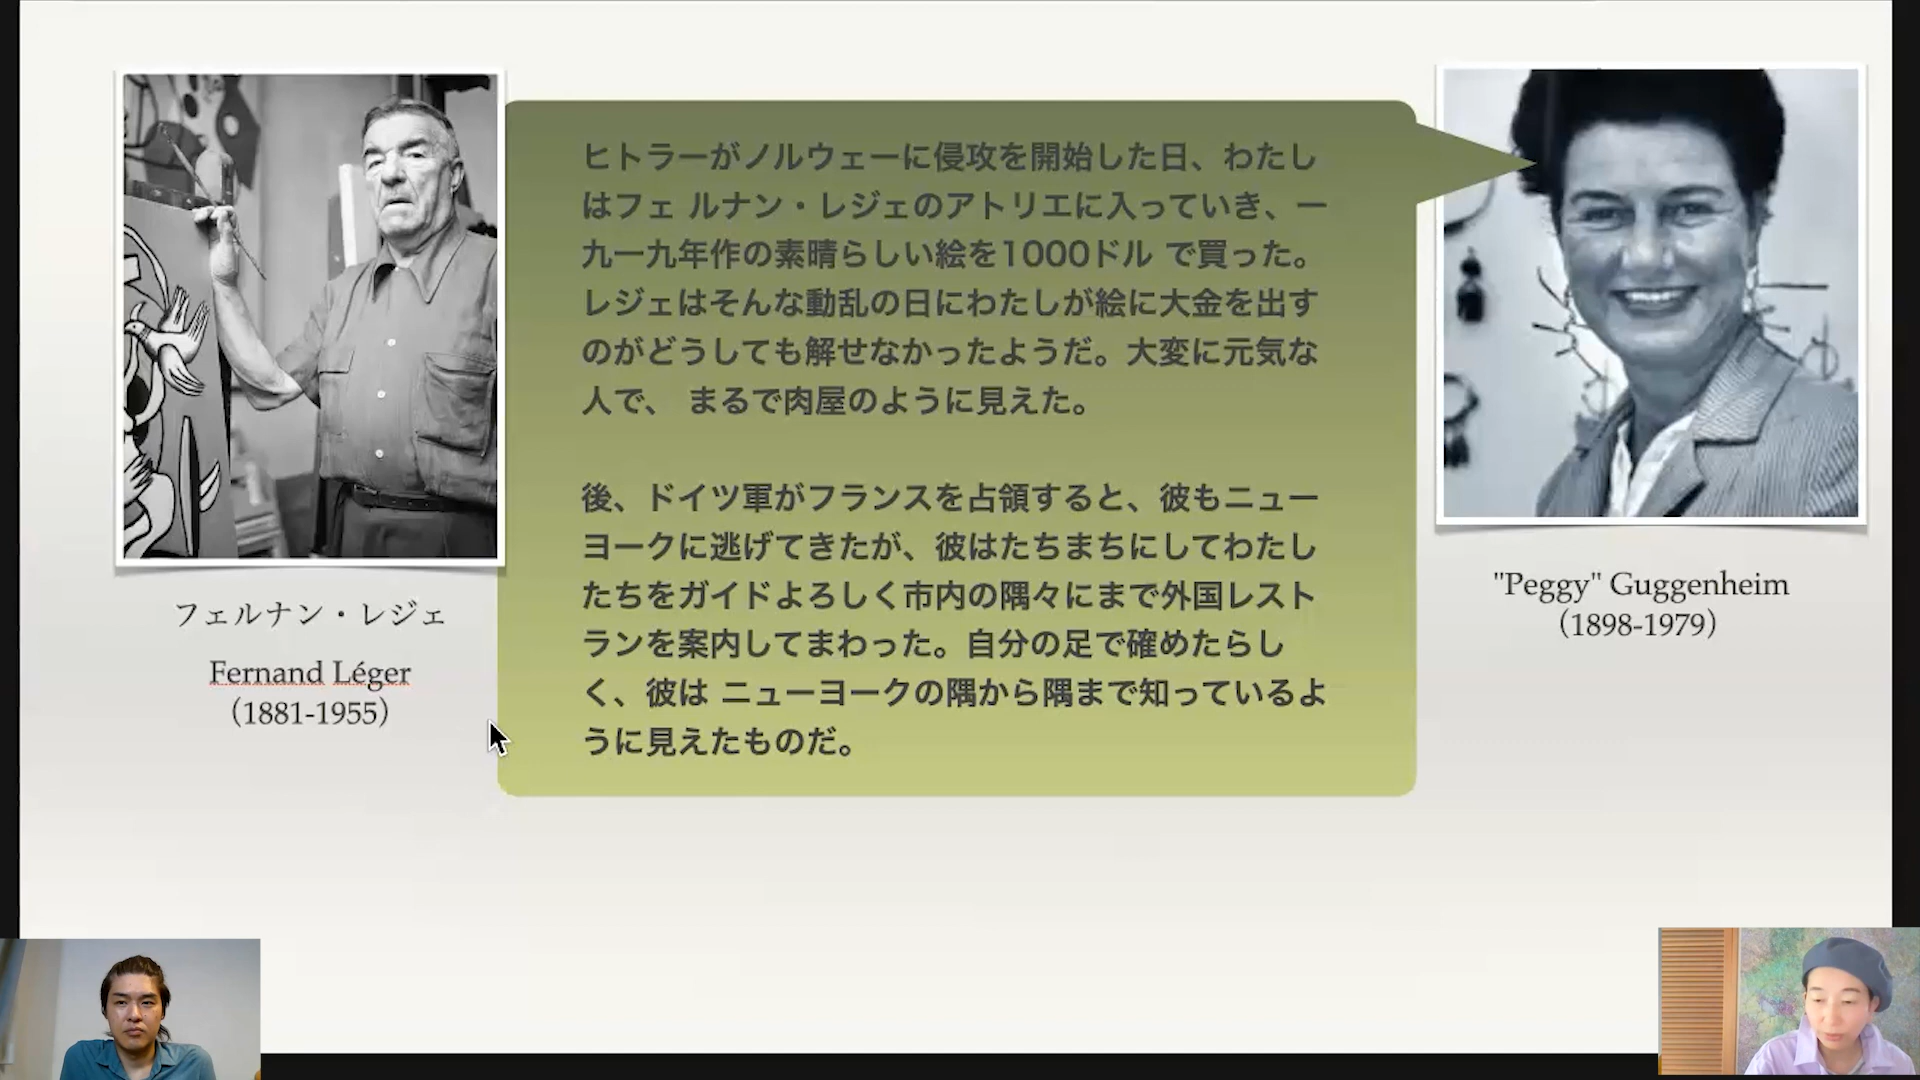 ヒトラーがノルウェーに侵攻を開始した日、わたし
はフェ ルナン・レジェのアトリエに入っていき、一
九一九年作の素晴らしい絵を1000ドル で買った。
レジェはそんな動乱の日にわたしが絵に大金を出す
のがどうしても解せなかったようだ。大変に元気な
人で、 まるで肉屋のように見えた。
後、ドイツ軍がフランスを占領すると、彼もニュー
ヨークに逃げてきたが、彼はたちまちにしてわたし
たちをガイドよろしく市内の隅々にまで外国レスト
ランを案内してまわった。自分の足で確めたらし
く、彼は ニューヨークの隅から隅まで知っているよ
うに見えたものだ。
フェルナン・レジェ
Fernand Léger
（1881-1955）
"Peggy" Guggenheim
（1898-1979）